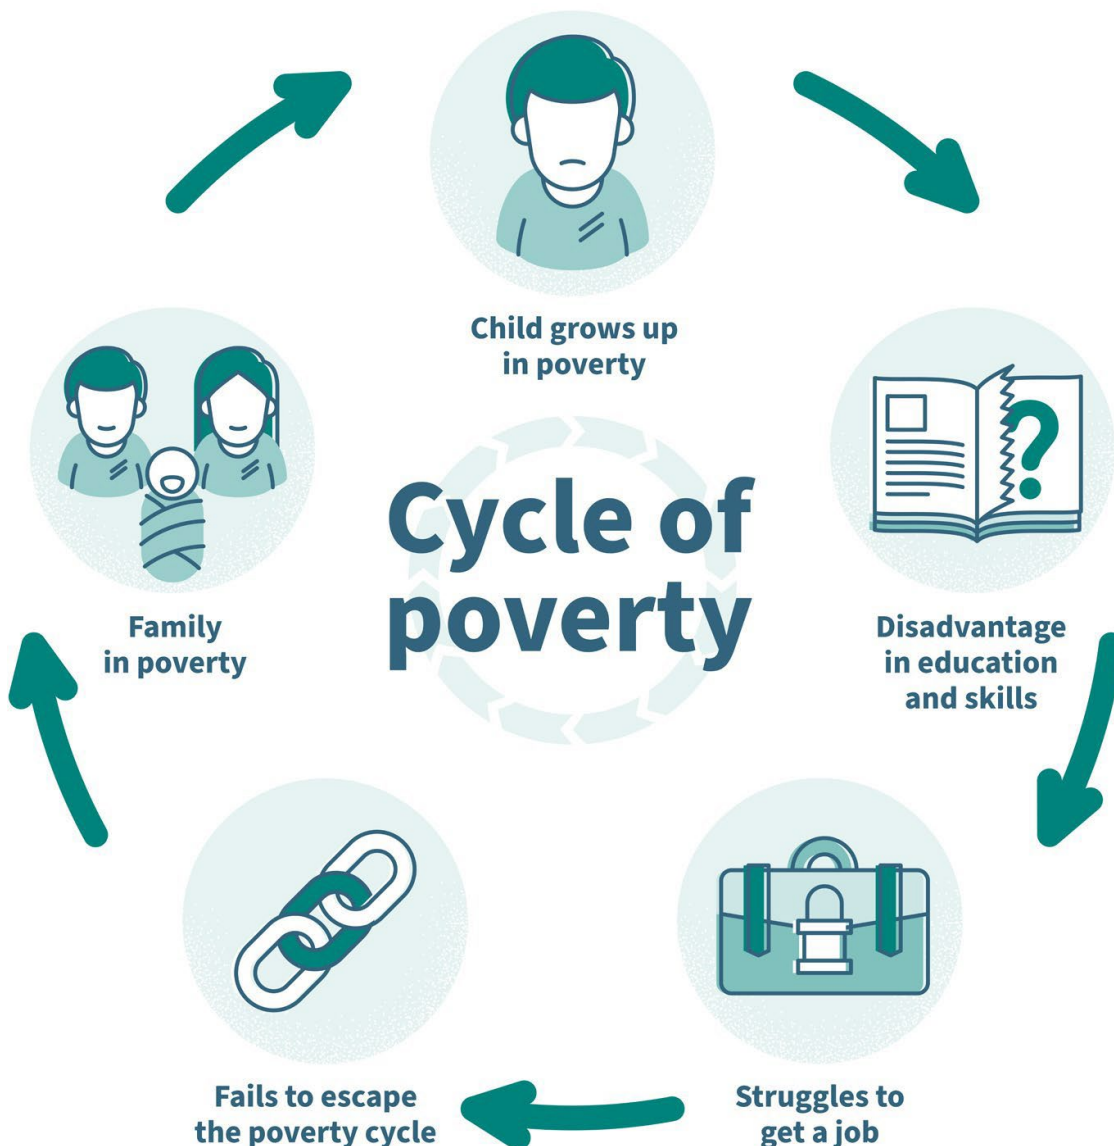 Child grows up
in poverty
Disadvantage
in education
and skills
Struggles to
get a job
Fails to escape
the poverty cycle
Family
in poverty
Cycle of
poverty
?